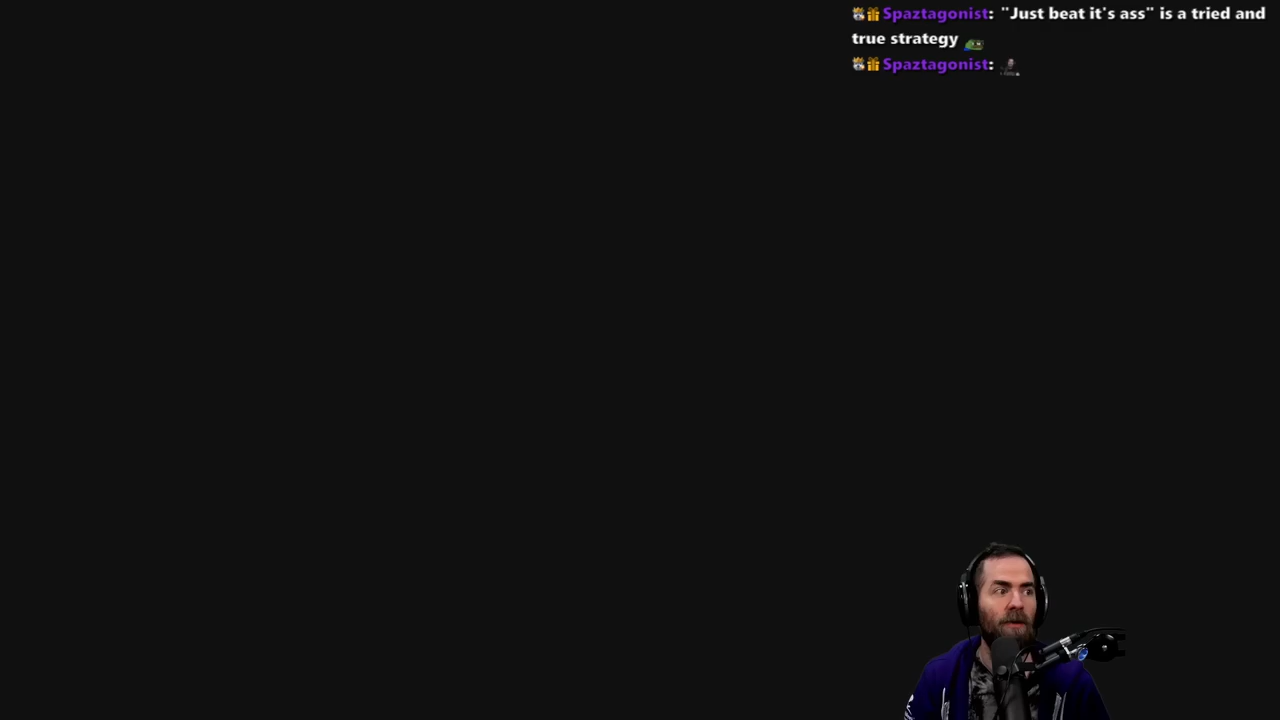 Spaztagonist: "Just beat it's ass" is a tried and
true strategy
Spaztagonist: